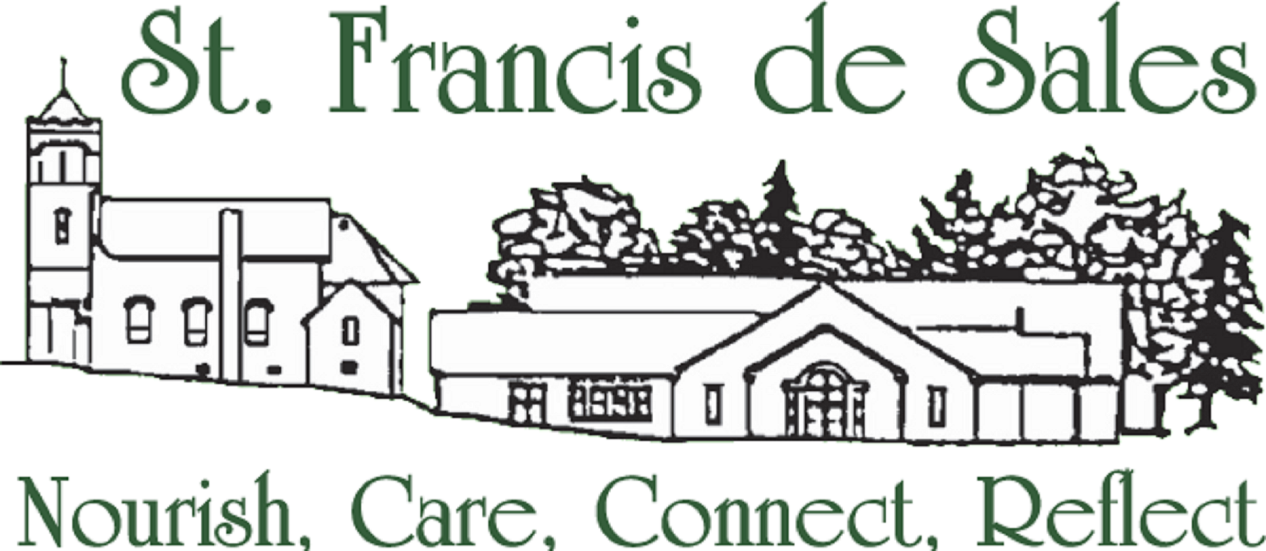 St. Francis de Sales
Nourish, Care, Connect, Reflect